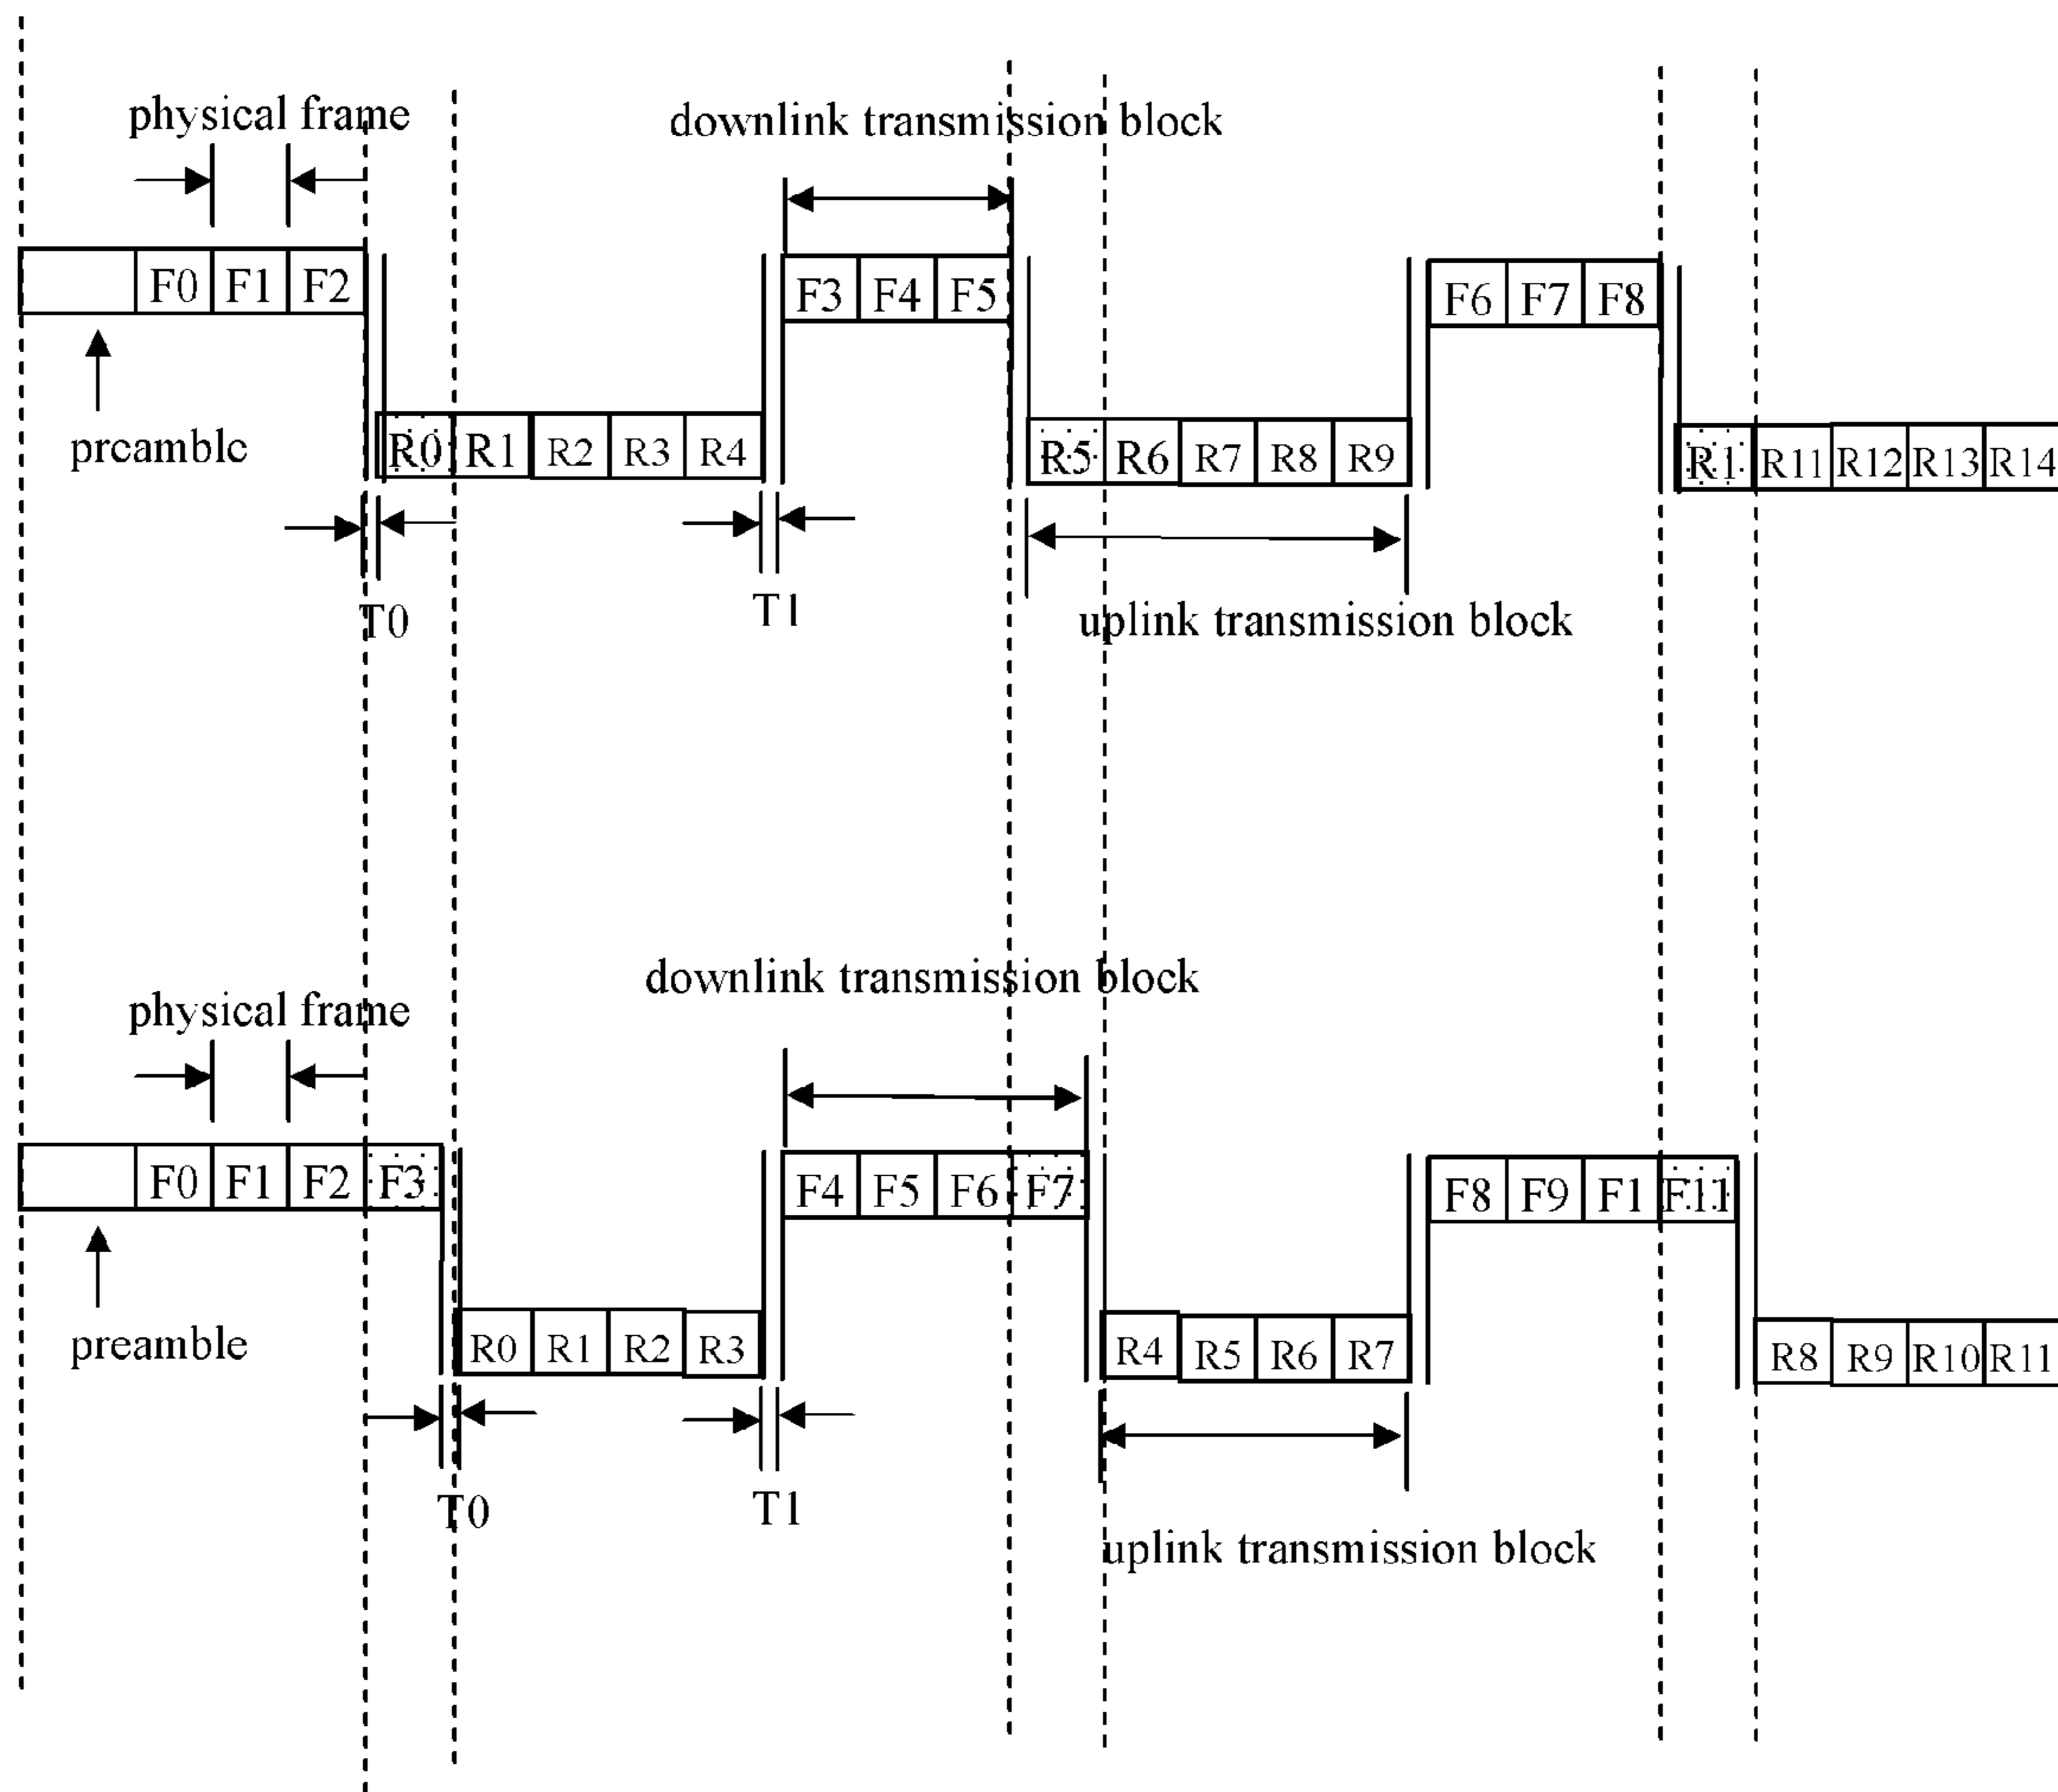 physical frame
downlink transmission block
F0 F1 F2
F3 F4 F5
F6 F7 F8
preamble
R0 R1 R2 R3 R4
R5 R6 R7 R8 R9
R1 R11 R12 R13 R14
T0
T1
uplink transmission block
downlink transmission block
physical frame
F0 F1 F2 F3
F4 F5 F6 F7
F8 F9 F1 F11
preamble
R0 R1 R2 R3
R4 R5 R6 R7
R8 R9 R10 R11
T0
T1
uplink transmission block